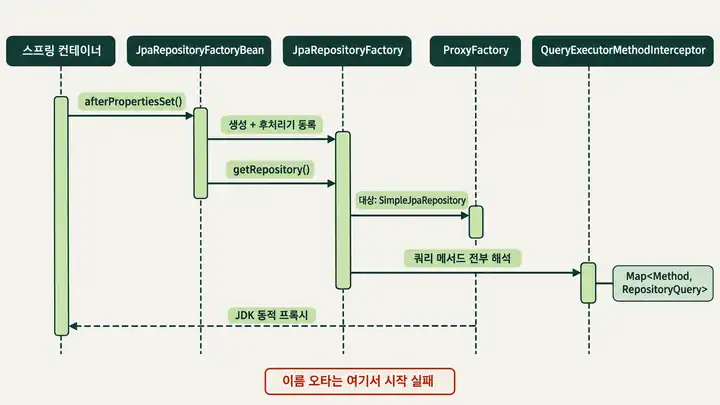 스프링 컨테이너
JpaRepositoryFactoryBean
JpaRepositoryFactory
ProxyFactory
QueryExecutorMethodInterceptor
afterPropertiesSet()
생성 + 후처리기 등록
getRepository()
대상: SimpleJpaRepository
쿼리 메서드 전부 해석
Map<Method,
RepositoryQuery>
JDK 동적 프록시
이름 오타는 여기서 시작 실패